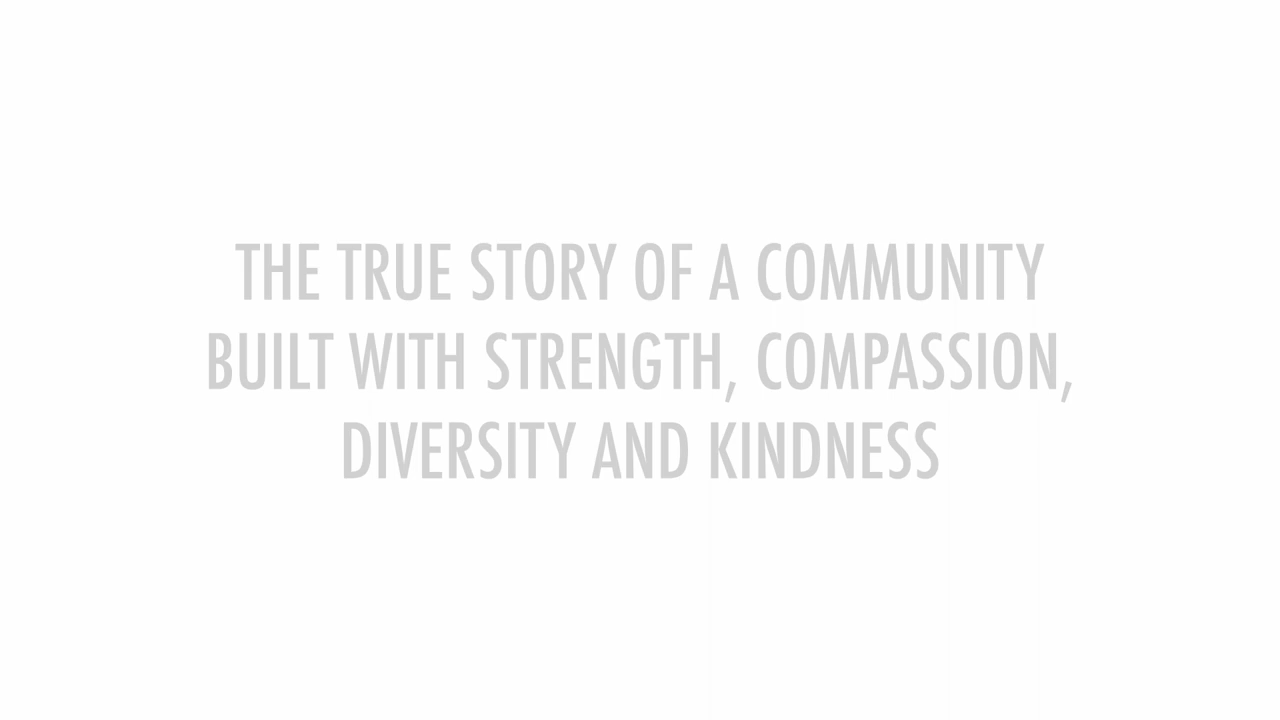 THE TRUE STORY OF A COMMUNITY
BUILT WITH STRENGTH, COMPASSION,
DIVERSITY AND KINDNESS